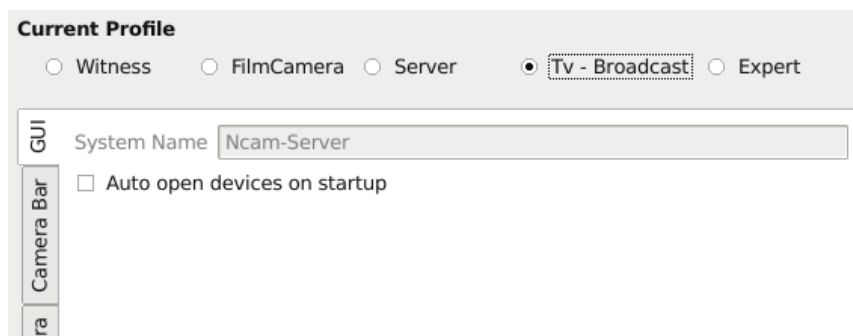 Current Profile
Witness FilmCamera Server Tv - Broadcast Expert
GUI
System Name Ncam-Server
Auto open devices on startup
Camera Bar